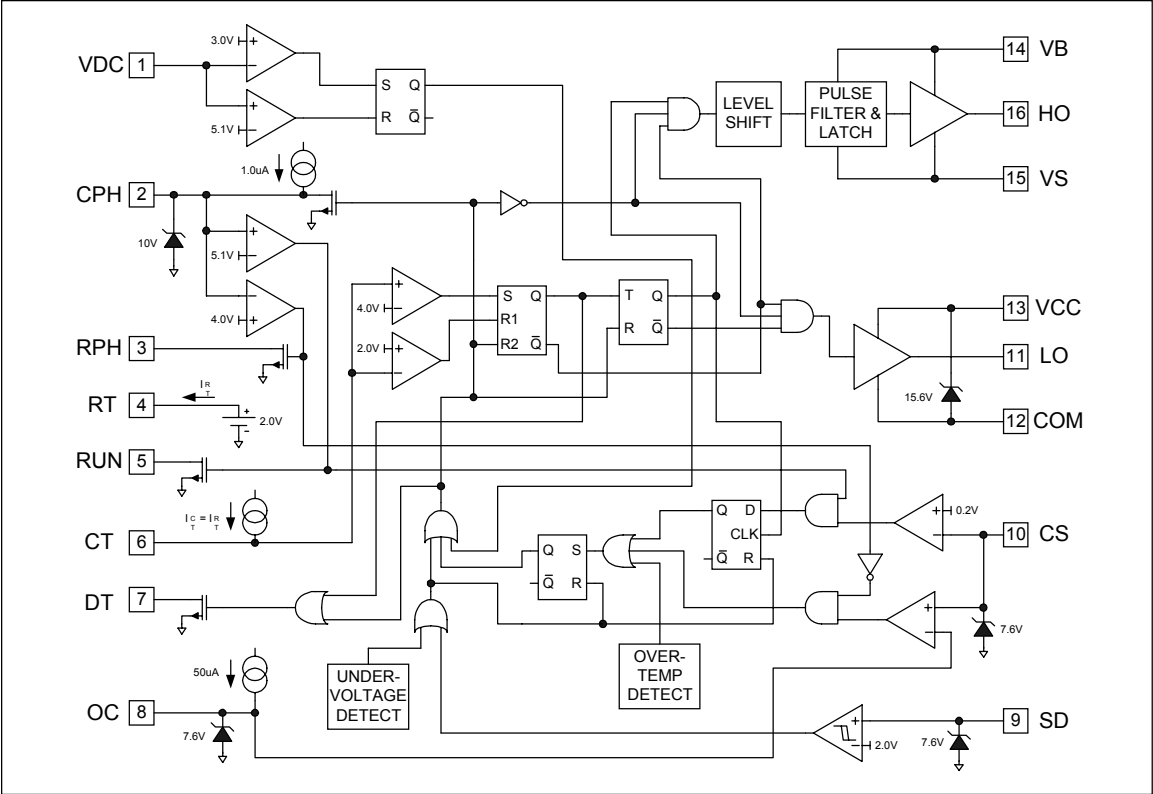 VDC 1
3.0V + −
+ 5.1V −
S Q
R Q̅
1.0uA
CPH 2
10V
5.1V + −
− 4.0V +
RPH 3
RT 4
I RT
+ − 2.0V
RUN 5
I CT = I RT
CT 6
DT 7
50uA
OC 8
7.6V
+ 4.0V −
2.0V + −
S Q
R1
R2 Q̅
T Q
R Q̅
LEVEL
SHIFT
PULSE
FILTER &
LATCH
14 VB
16 HO
15 VS
13 VCC
11 LO
15.6V
12 COM
Q D
CLK
Q̅ R
Q S
Q̅ R
+ 0.2V
−
10 CS
+
−
7.6V
UNDER-
VOLTAGE
DETECT
OVER-
TEMP
DETECT
+
− 2.0V
7.6V
9 SD